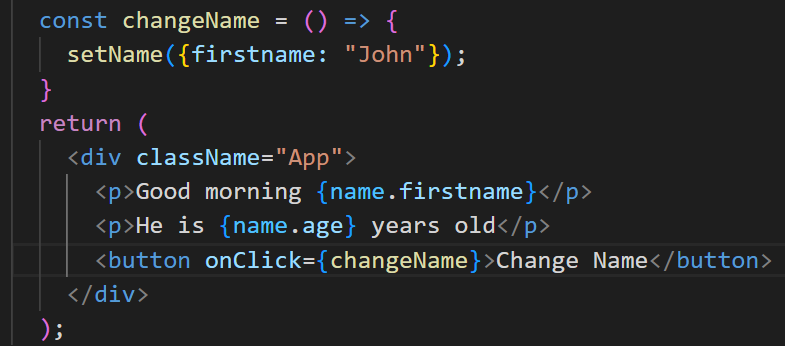 const changeName = () => {
setName({firstname: "John"});
}
return (
<div className="App">
<p>Good morning {name.firstname}</p>
<p>He is {name.age} years old</p>
<button onClick={changeName}>Change Name</button>
</div>
);